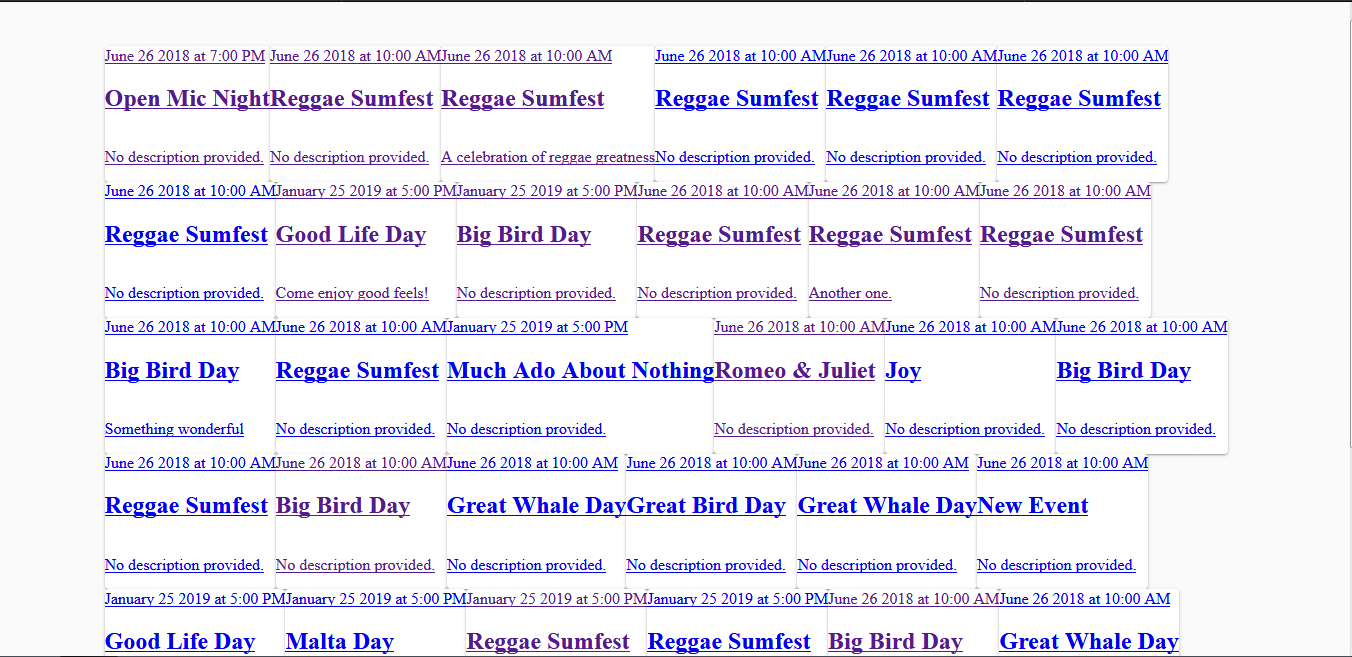 June 26 2018 at 7:00 PM June 26 2018 at 10:00 AM June 26 2018 at 10:00 AM June 26 2018 at 10:00 AM June 26 2018 at 10:00 AM June 26 2018 at 10:00 AM
Open Mic Night Reggae Sumfest Reggae Sumfest Reggae Sumfest Reggae Sumfest Reggae Sumfest
No description provided. No description provided. A celebration of reggae greatness No description provided. No description provided. No description provided.
June 26 2018 at 10:00 AM January 25 2019 at 5:00 PM January 25 2019 at 5:00 PM June 26 2018 at 10:00 AM June 26 2018 at 10:00 AM June 26 2018 at 10:00 AM
Reggae Sumfest Good Life Day Big Bird Day Reggae Sumfest Reggae Sumfest Reggae Sumfest
No description provided. Come enjoy good feels! No description provided. No description provided. Another one. No description provided.
June 26 2018 at 10:00 AM June 26 2018 at 10:00 AM January 25 2019 at 5:00 PM June 26 2018 at 10:00 AM June 26 2018 at 10:00 AM June 26 2018 at 10:00 AM
Big Bird Day Reggae Sumfest Much Ado About Nothing Romeo & Juliet Joy Big Bird Day
Something wonderful No description provided. No description provided. No description provided. No description provided. No description provided.
June 26 2018 at 10:00 AM June 26 2018 at 10:00 AM June 26 2018 at 10:00 AM June 26 2018 at 10:00 AM June 26 2018 at 10:00 AM June 26 2018 at 10:00 AM
Reggae Sumfest Big Bird Day Great Whale Day Great Bird Day Great Whale Day New Event
No description provided. No description provided. No description provided. No description provided. No description provided. No description provided.
January 25 2019 at 5:00 PM January 25 2019 at 5:00 PM January 25 2019 at 5:00 PM January 25 2019 at 5:00 PM June 26 2018 at 10:00 AM June 26 2018 at 10:00 AM
Good Life Day Malta Day Reggae Sumfest Reggae Sumfest Big Bird Day Great Whale Day